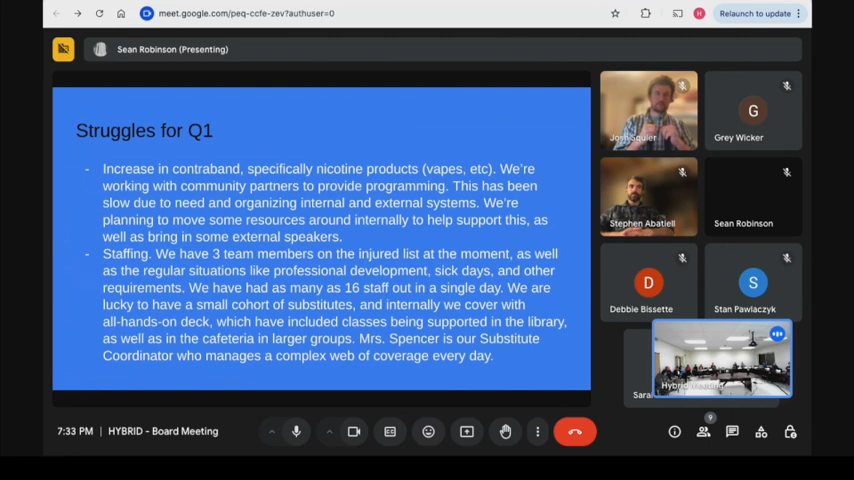 meet.google.com/peq-ccfe-zev?authuser=0
H
Relaunch to update
Sean Robinson (Presenting)
Struggles for Q1
- Increase in contraband, specifically nicotine products (vapes, etc). We're
working with community partners to provide programming. This has
been slow due to need and organizing internal and external systems. We're
planning to move some resources around internally to help support this, as
well as bring in some external speakers.
- Staffing. We have 3 team members on the injured list at the moment, as well
as the regular situations like professional development, sick days, and other
requirements. We have had as many as 16 staff out in a single day. We are
lucky to have a small cohort of substitutes, and internally we cover with
all-hands-on deck, which have included classes being supported in the library,
as well as in the cafeteria in larger groups. Mrs. Spencer is our Substitute
Coordinator who manages a complex web of coverage every day.
Josh Squier
G
Grey Wicker
Stephen Abatiell
Sean Robinson
D
Debbie Bissette
S
Stan Pawlaczyk
Sara
Hybrid Meeting
7:33 PM | HYBRID - Board Meeting
9